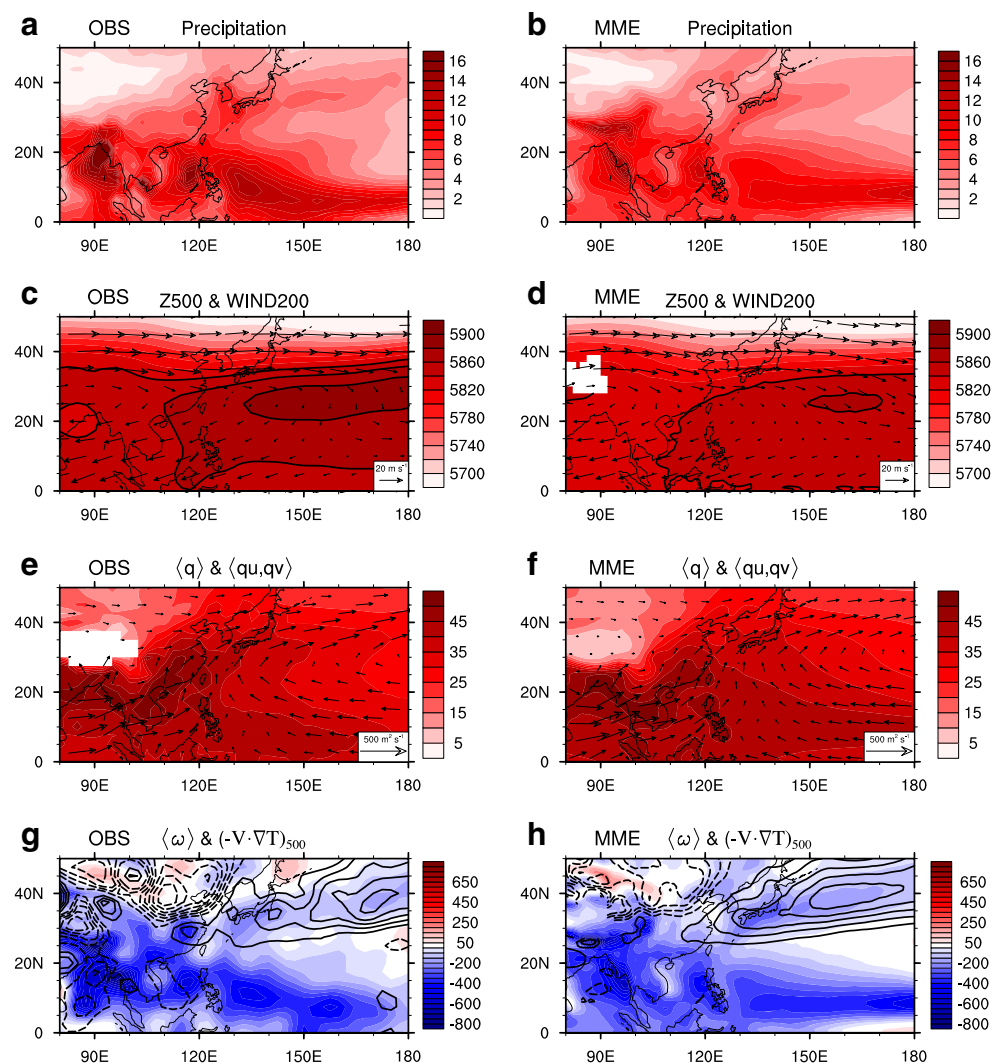 a OBS Precipitation
40N
20N
0
90E 120E 150E 180
16
14
12
10
8
6
4
2
b MME Precipitation
40N
20N
0
90E 120E 150E 180
16
14
12
10
8
6
4
2
c OBS Z500 & WIND200
40N
20N
0
90E 120E 150E 180
20 m s⁻¹
5900
5860
5820
5780
5740
5700
d MME Z500 & WIND200
40N
20N
0
90E 120E 150E 180
20 m s⁻¹
5900
5860
5820
5780
5740
5700
e OBS ⟨q⟩ & ⟨qu,qv⟩
40N
20N
0
90E 120E 150E 180
500 m² s⁻¹
45
35
25
15
5
f MME ⟨q⟩ & ⟨qu,qv⟩
40N
20N
0
90E 120E 150E 180
500 m² s⁻¹
45
35
25
15
5
g OBS ⟨ω⟩ & (-V·∇T)₅₀₀
40N
20N
0
90E 120E 150E 180
650
450
250
50
-200
-400
-600
-800
h MME ⟨ω⟩ & (-V·∇T)₅₀₀
40N
20N
0
90E 120E 150E 180
650
450
250
50
-200
-400
-600
-800